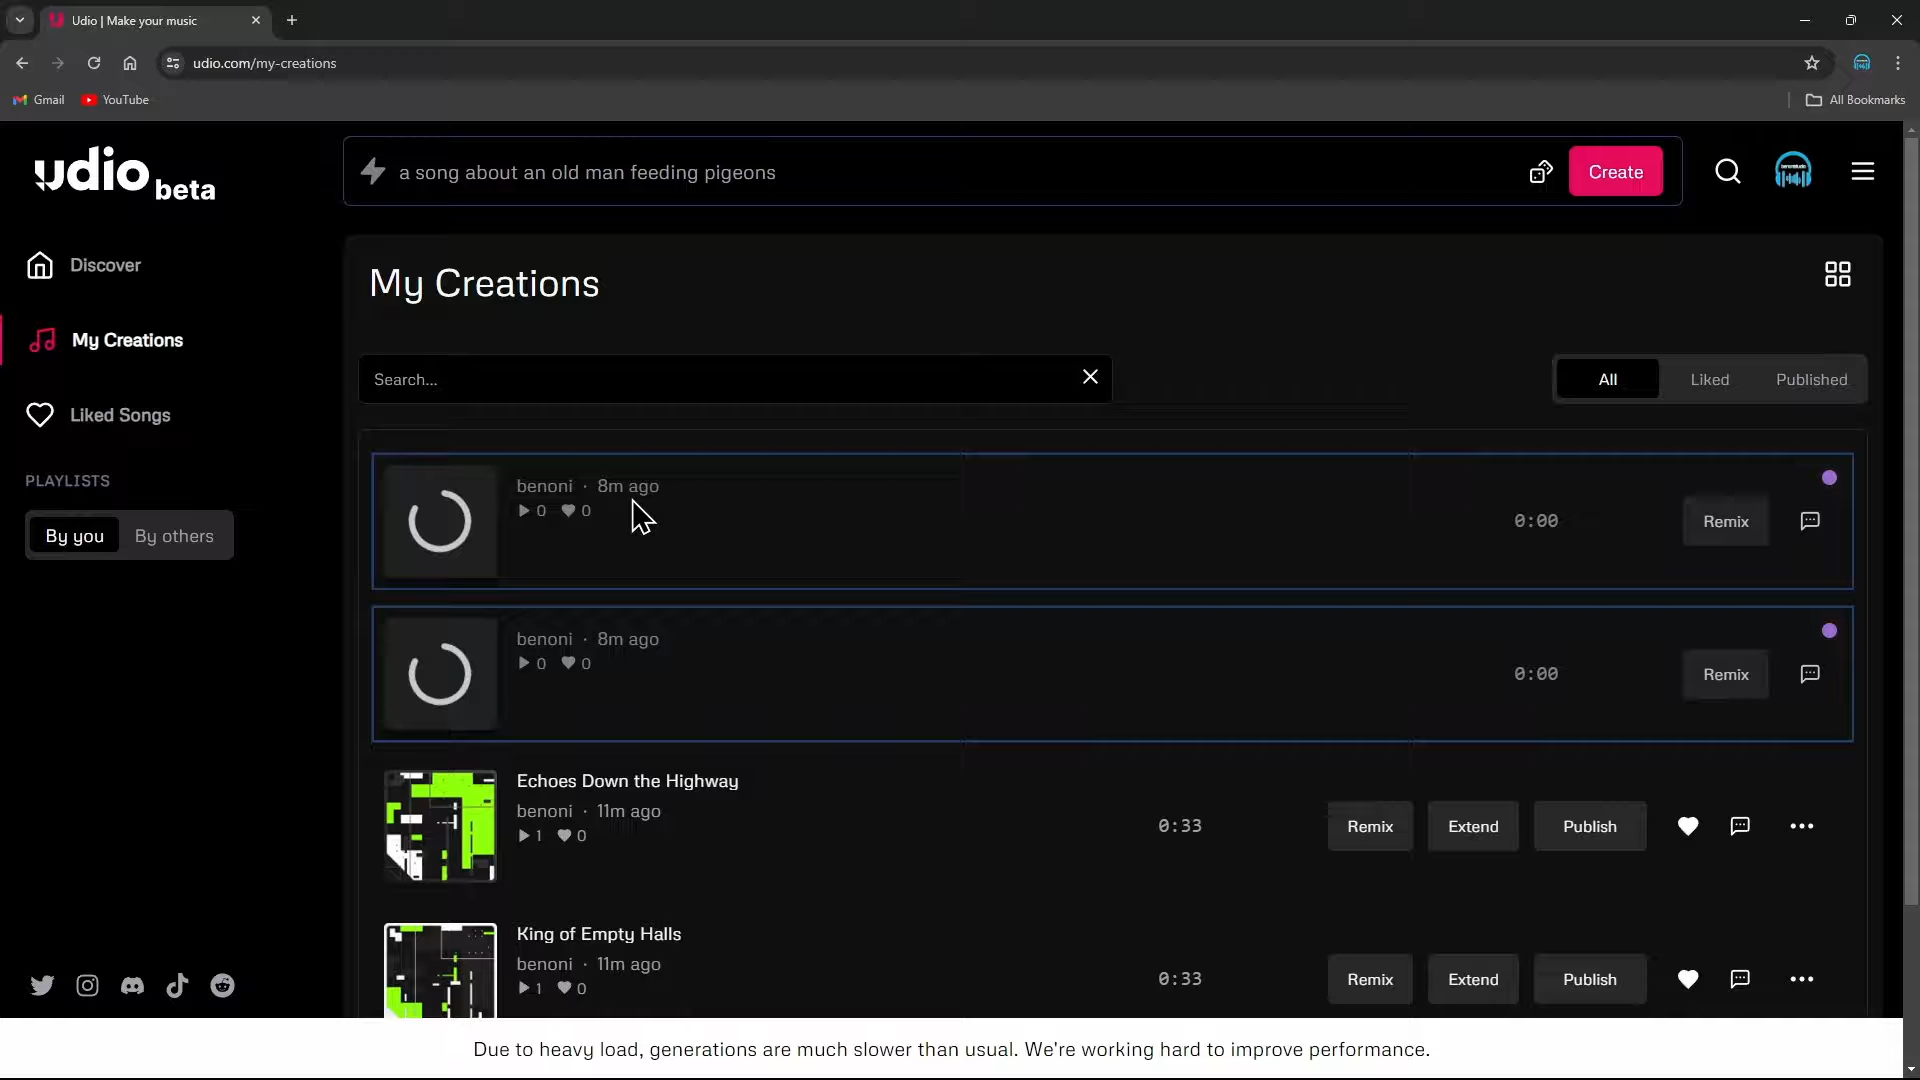 Udio | Make your music
udio.com/my-creations
Gmail
YouTube
All Bookmarks
udio beta
a song about an old man feeding pigeons
Create
Discover
My Creations
Liked Songs
PLAYLISTS
By you
By others
My Creations
Search...
All
Liked
Published
benoni · 8m ago
0
0
0:00
Remix
benoni · 8m ago
0
0
0:00
Remix
Echoes Down the Highway
benoni · 11m ago
1
0
0:33
Remix
Extend
Publish
King of Empty Halls
benoni · 11m ago
1
0
0:33
Remix
Extend
Publish
Due to heavy load, generations are much slower than usual. We're working hard to improve performance.